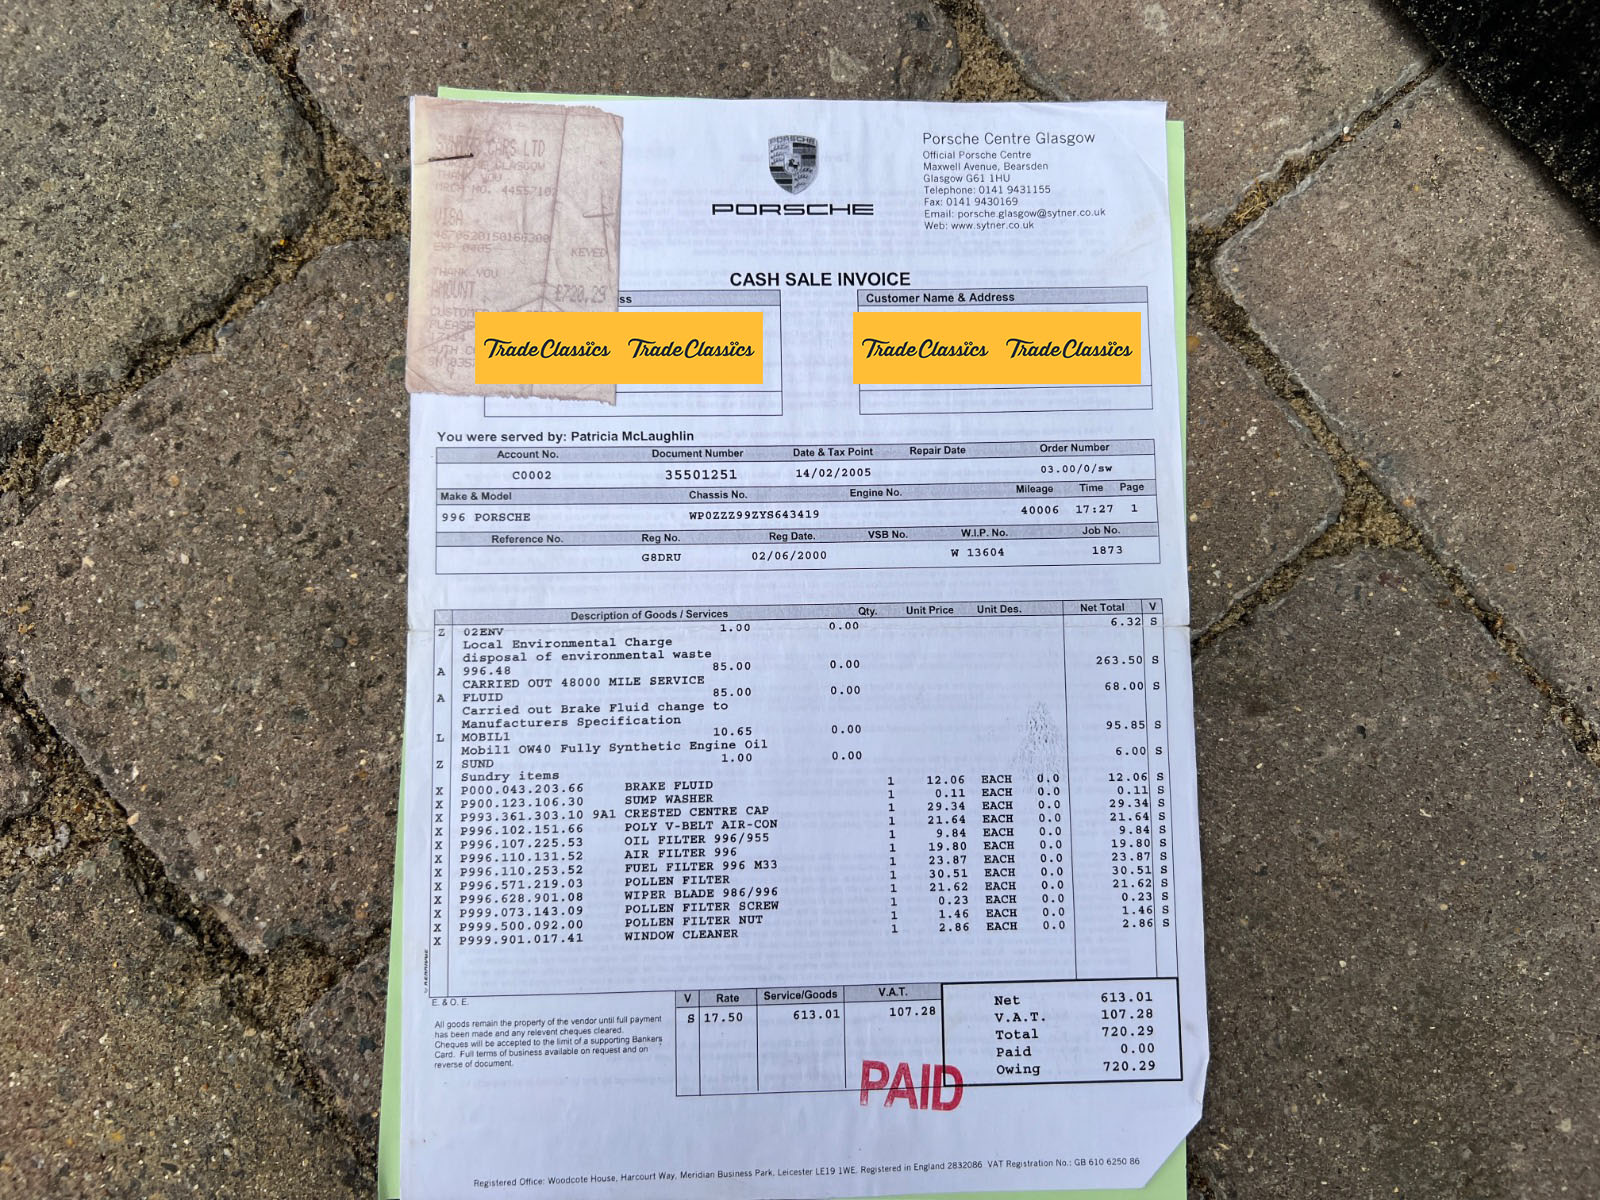 CARS LTD
GLASGOW
THANK YOU
VISA
KEYED
THANK YOU
AMOUNT £720.29
PORSCHE
PORSCHE
Porsche Centre Glasgow
Official Porsche Centre
Maxwell Avenue, Bearsden
Glasgow G61 1HU
Telephone: 0141 9431155
Fax: 0141 9430169
Email: porsche.glasgow@sytner.co.uk
Web: www.sytner.co.uk
CASH SALE INVOICE
ss
Customer Name & Address
Trade Classics Trade Classics
Trade Classics Trade Classics
You were served by: Patricia McLaughlin
Account No. Document Number Date & Tax Point Repair Date Order Number
C0002 35501251 14/02/2005 03.00/0/sw
Make & Model Chassis No. Engine No. Mileage Time Page
996 PORSCHE WP0ZZZ99ZYS643419 40006 17:27 1
Reference No. Reg No. Reg Date. VSB No. W.I.P. No. Job No.
G8DRU 02/06/2000 W 13604 1873
Description of Goods / Services Qty. Unit Price Unit Des. Net Total V
Z 02ENV 1.00 0.00 6.32 S
Local Environmental Charge
disposal of environmental waste
A 996.48 85.00 0.00 263.50 S
CARRIED OUT 48000 MILE SERVICE
A FLUID 85.00 0.00 68.00 S
Carried out Brake Fluid change to
Manufacturers Specification
L MOBIL1 10.65 0.00 95.85 S
Mobil1 OW40 Fully Synthetic Engine Oil
Z SUND 1.00 0.00 6.00 S
Sundry items
X P000.043.203.66 BRAKE FLUID 1 12.06 EACH 0.0 12.06 S
X P900.123.106.30 SUMP WASHER 1 0.11 EACH 0.0 0.11 S
X P993.361.303.10 9A1 CRESTED CENTRE CAP 1 29.34 EACH 0.0 29.34 S
X P996.102.151.66 POLY V-BELT AIR-CON 1 21.64 EACH 0.0 21.64 S
X P996.107.225.53 OIL FILTER 996/955 1 9.84 EACH 0.0 9.84 S
X P996.110.131.52 AIR FILTER 996 1 19.80 EACH 0.0 19.80 S
X P996.110.253.52 FUEL FILTER 996 M33 1 23.87 EACH 0.0 23.87 S
X P996.571.219.03 POLLEN FILTER 1 30.51 EACH 0.0 30.51 S
X P996.628.901.08 WIPER BLADE 986/996 1 21.62 EACH 0.0 21.62 S
X P999.073.143.09 POLLEN FILTER SCREW 1 0.23 EACH 0.0 0.23 S
X P999.500.092.00 POLLEN FILTER NUT 1 1.46 EACH 0.0 1.46 S
X P999.901.017.41 WINDOW CLEANER 1 2.86 EACH 0.0 2.86 S
E. & O. E.
All goods remain the property of the vendor until full payment
has been made and any relevent cheques cleared.
Cheques will be accepted to the limit of a supporting Bankers
Card. Full terms of business available on request and on
reverse of document.
V Rate Service/Goods V.A.T.
S 17.50 613.01 107.28
Net 613.01
V.A.T. 107.28
Total 720.29
Paid 0.00
Owing 720.29
PAID
Registered Office: Woodcote House, Harcourt Way, Meridian Business Park, Leicester LE19 1WE. Registered in England 2832086 VAT Registration No.: GB 610 6250 86